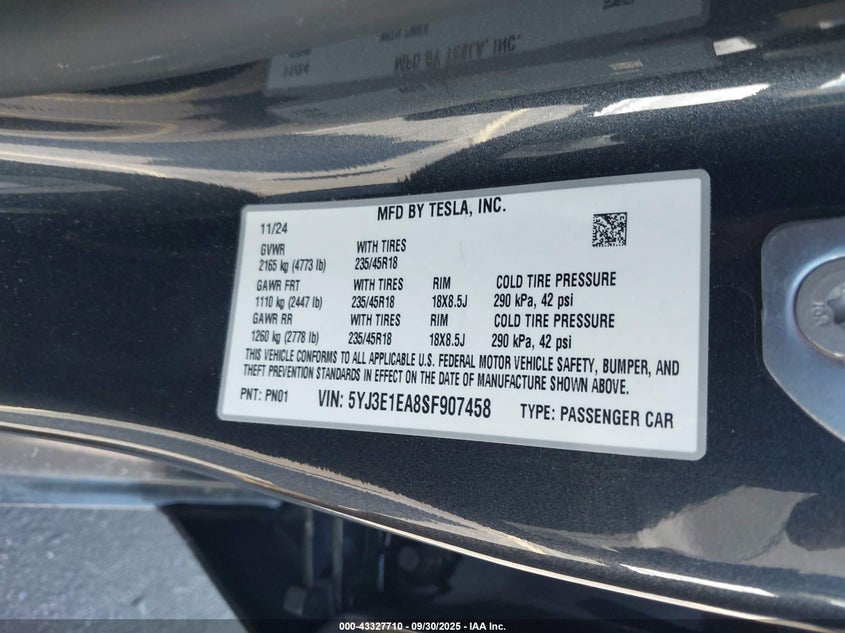 MFD BY TESLA, INC.
11/24
GVWR WITH TIRES
2165 kg (4773 lb) 235/45R18
GAWR FRT WITH TIRES RIM COLD TIRE PRESSURE
1110 kg (2447 lb) 235/45R18 18X8.5J 290 kPa, 42 psi
GAWR RR WITH TIRES RIM COLD TIRE PRESSURE
1260 kg (2778 lb) 235/45R18 18X8.5J 290 kPa, 42 psi
THIS VEHICLE CONFORMS TO ALL APPLICABLE U.S. FEDERAL MOTOR VEHICLE SAFETY, BUMPER, AND
THEFT PREVENTION STANDARDS IN EFFECT ON THE DATE OF MANUFACTURE SHOWN ABOVE.
PNT: PN01 VIN: 5YJ3E1EA8SF907458 TYPE: PASSENGER CAR
000-43327710 - 09/30/2025 - IAA Inc.